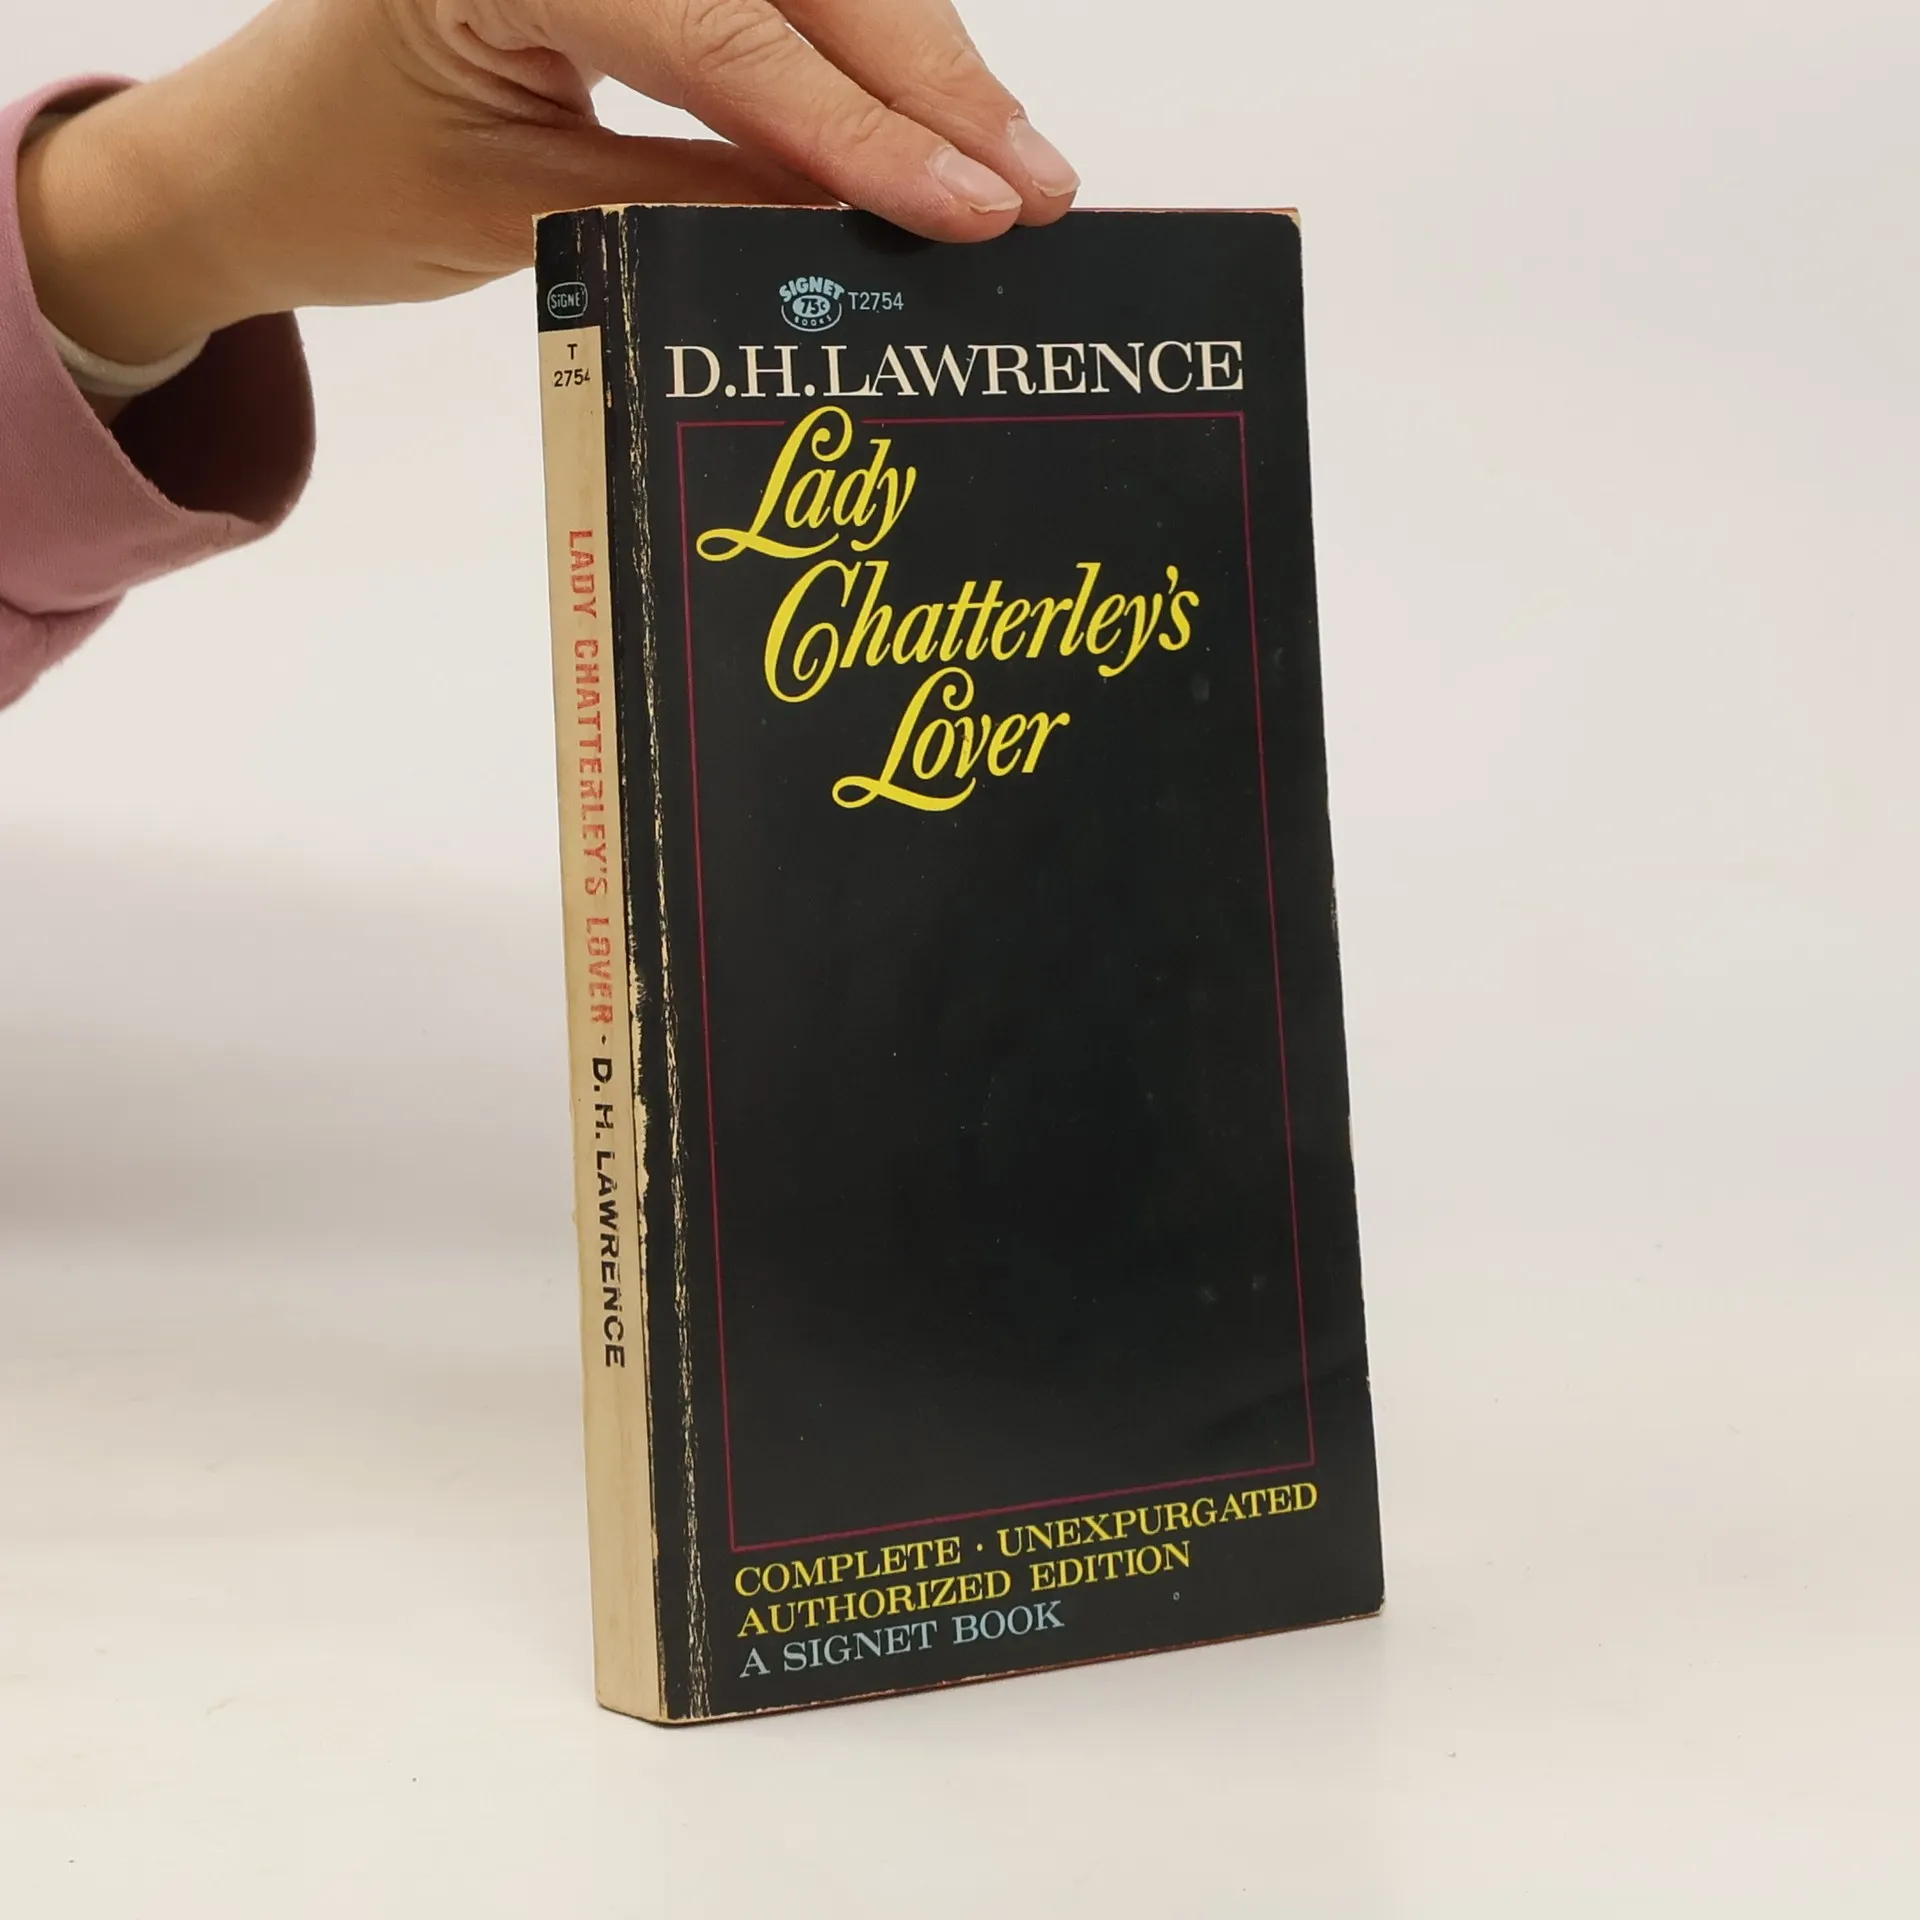 SIGNET
75¢
BOOKS
T2754
D.H.LAWRENCE
Lady
Chatterley's
Lover
COMPLETE · UNEXPURGATED
AUTHORIZED EDITION
A SIGNET BOOK
SIGNET
T
2754
LADY CHATTERLEY'S LOVER · D. H. LAWRENCE